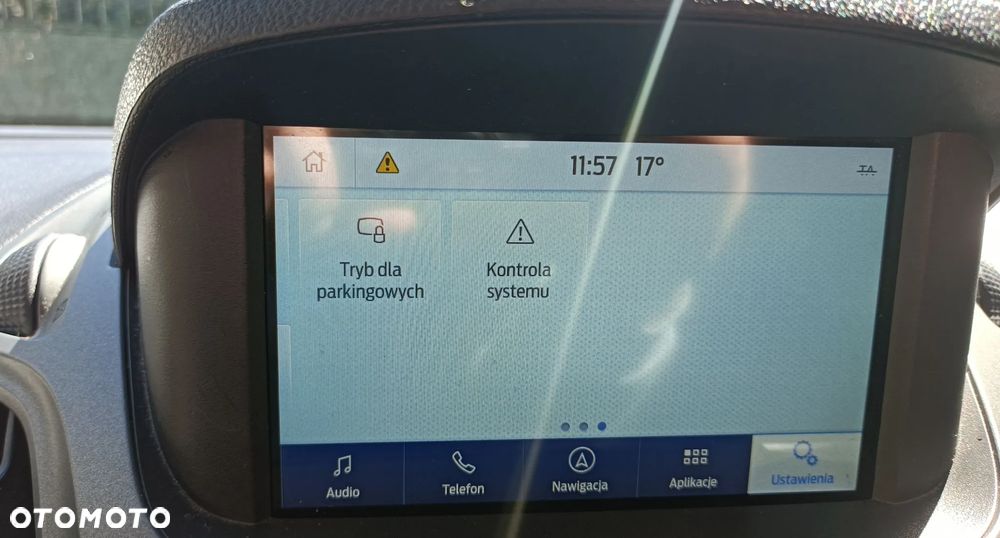 11:57 17°
Tryb dla
parkingowych
Kontrola
systemu
Audio
Telefon
Nawigacja
Aplikacje
Ustawienia
OTOMOTO